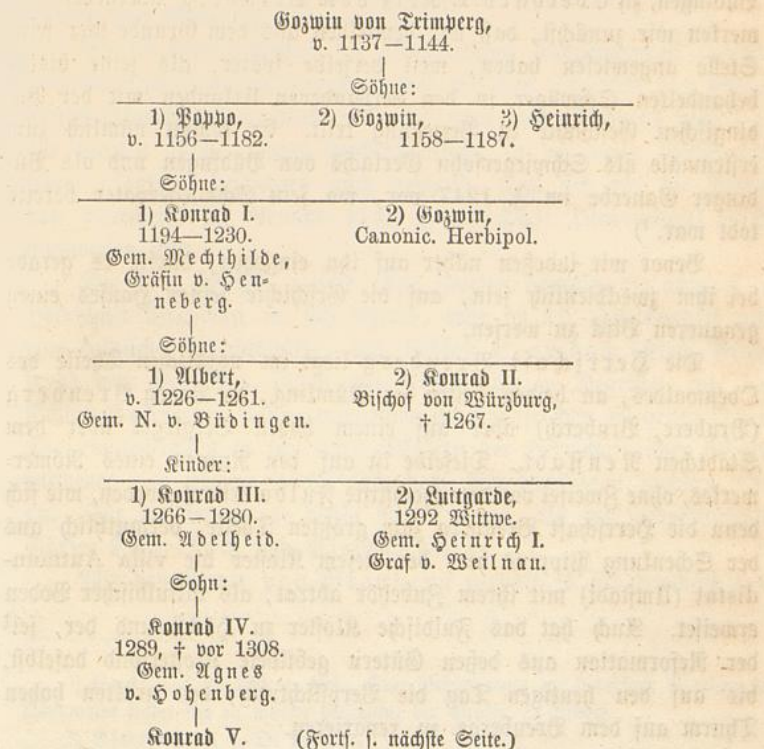 Gozwin von Trimperg,
v. 1137—1144.
Söhne:
1) Poppo, 2) Gozwin, 3) Heinrich,
v. 1156—1182. 1158—1187.
Söhne:
1) Konrad I. 2) Gozwin,
1194—1230. Canonic. Herbipol.
Gem. Mechthilde,
Gräfin v. Hen-
neberg.
Söhne:
1) Albert, 2) Konrad II.
v. 1226—1261. Bischof von Würzburg,
Gem. N. v. Büdingen. † 1267.
Kinder:
1) Konrad III. 2) Luitgarde,
1266—1280. 1292 Wittwe.
Gem. Adelheid. Gem. Heinrich I.
Graf v. Weilnau.
Sohn:
Konrad IV.
1289, † vor 1308.
Gem. Agnes
v. Hohenberg.
Konrad V. (Forts. s. nächste Seite.)